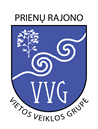 PRIENŲ RAJONO
VVG
VIETOS VEIKLOS GRUPĖ